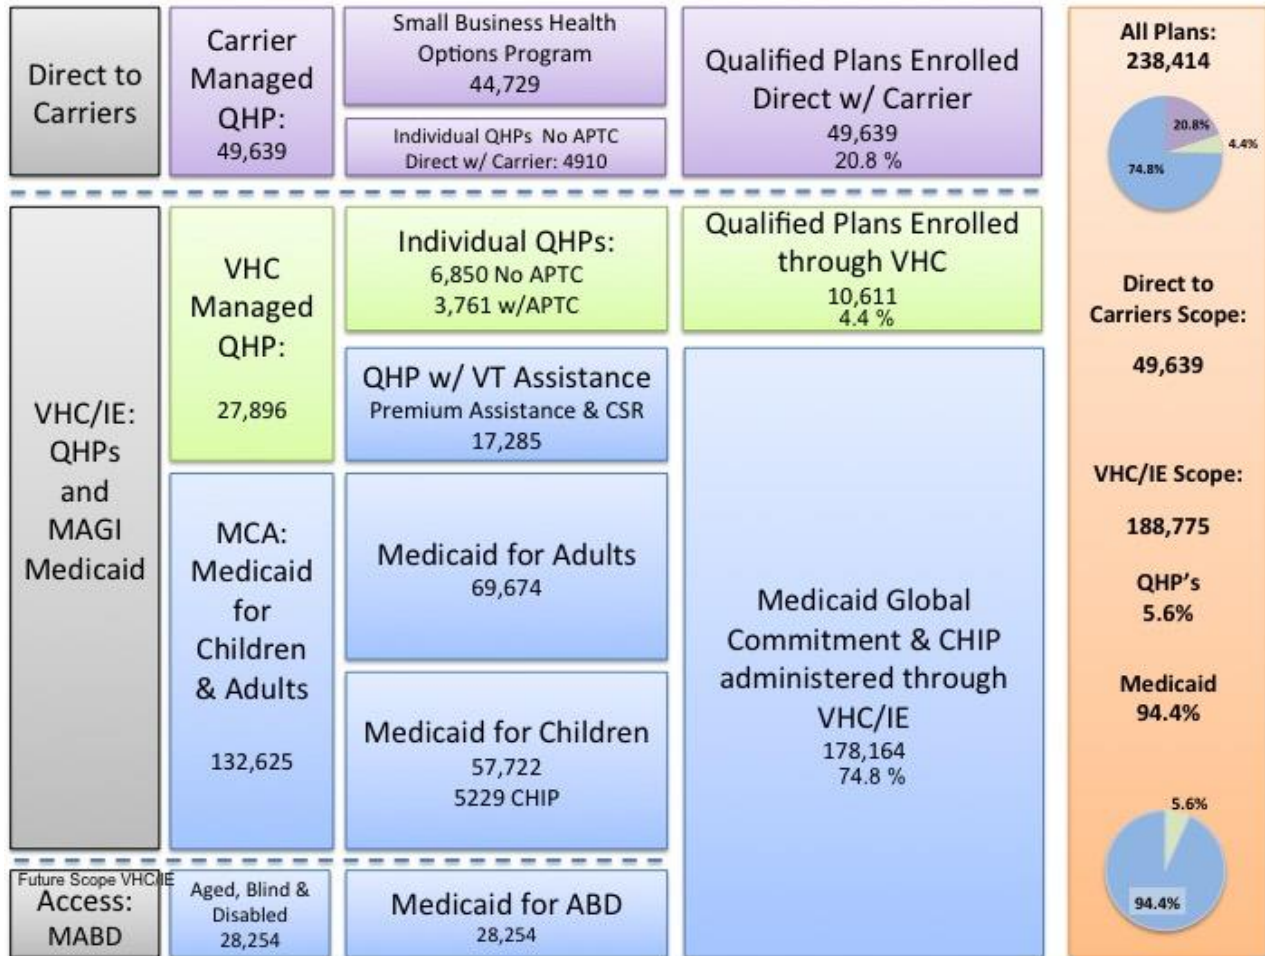 Direct to
Carriers
Carrier
Managed
QHP:
49,639
Small Business Health
Options Program
44,729
Individual QHPs No APTC
Direct w/ Carrier: 4910
Qualified Plans Enrolled
Direct w/ Carrier
49,639
20.8 %
VHC/IE:
QHPs
and
MAGI
Medicaid
VHC
Managed
QHP:
27,896
Individual QHPs:
6,850 No APTC
3,761 w/APTC
Qualified Plans Enrolled
through VHC
10,611
4.4 %
QHP w/ VT Assistance
Premium Assistance & CSR
17,285
MCA:
Medicaid
for
Children
& Adults
132,625
Medicaid for Adults
69,674
Medicaid for Children
57,722
5229 CHIP
Medicaid Global
Commitment & CHIP
administered through
VHC/IE
178,164
74.8 %
Future Scope VHC/IE
Access:
MABD
Aged, Blind &
Disabled
28,254
Medicaid for ABD
28,254
All Plans:
238,414
20.8%
4.4%
74.8%
Direct to
Carriers Scope:
49,639
VHC/IE Scope:
188,775
QHP's
5.6%
Medicaid
94.4%
5.6%
94.4%